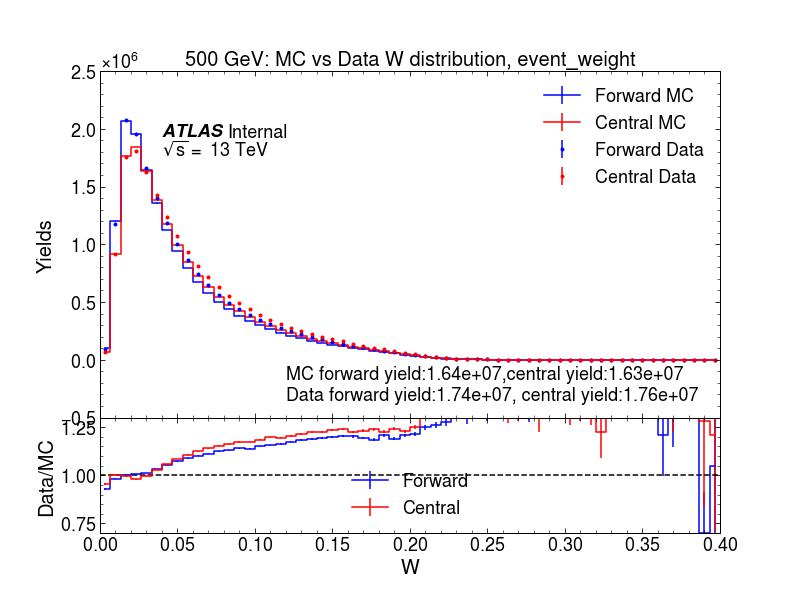 ×10⁶
500 GeV: MC vs Data W distribution, event_weight
2.5
2.0
1.5
1.0
0.5
0.0
0.5
Yields
ATLAS Internal
√s = 13 TeV
Forward MC
Central MC
Forward Data
Central Data
MC forward yield:1.64e+07,central yield:1.63e+07
Data forward yield:1.74e+07, central yield:1.76e+07
1.25
1.00
0.75
Data/MC
Forward
Central
0.00 0.05 0.10 0.15 0.20 0.25 0.30 0.35 0.40
W